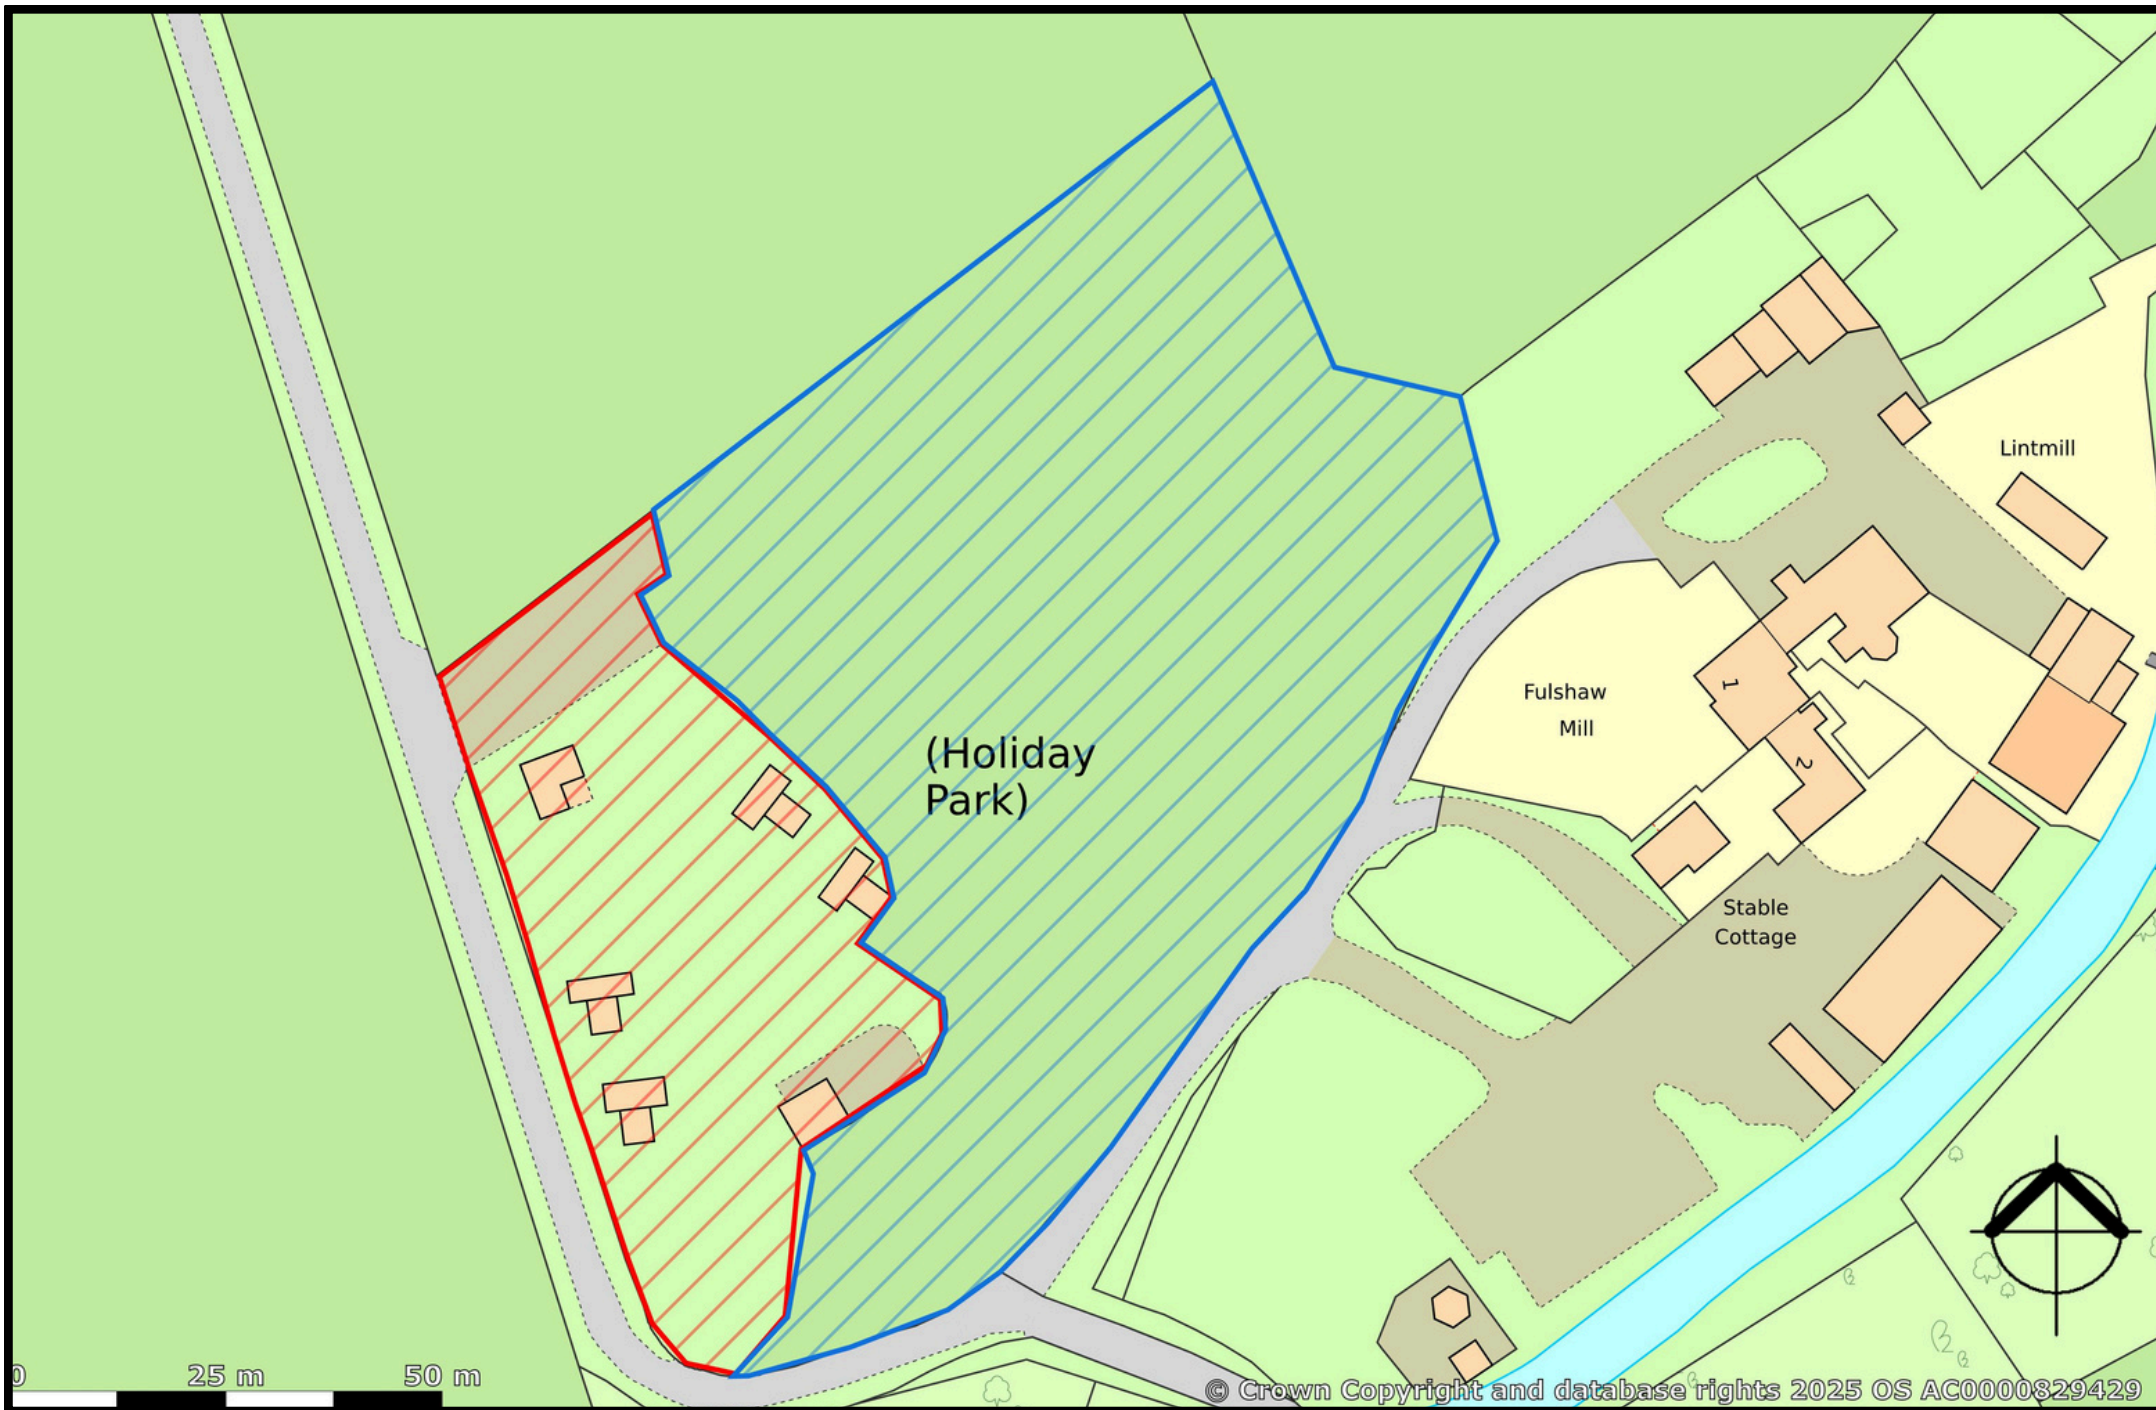 Lintmill
Fulshaw
Mill
1
2
(Holiday
Park)
Stable
Cottage
0
25 m
50 m
© Crown Copyright and database rights 2025 OS AC0000829429